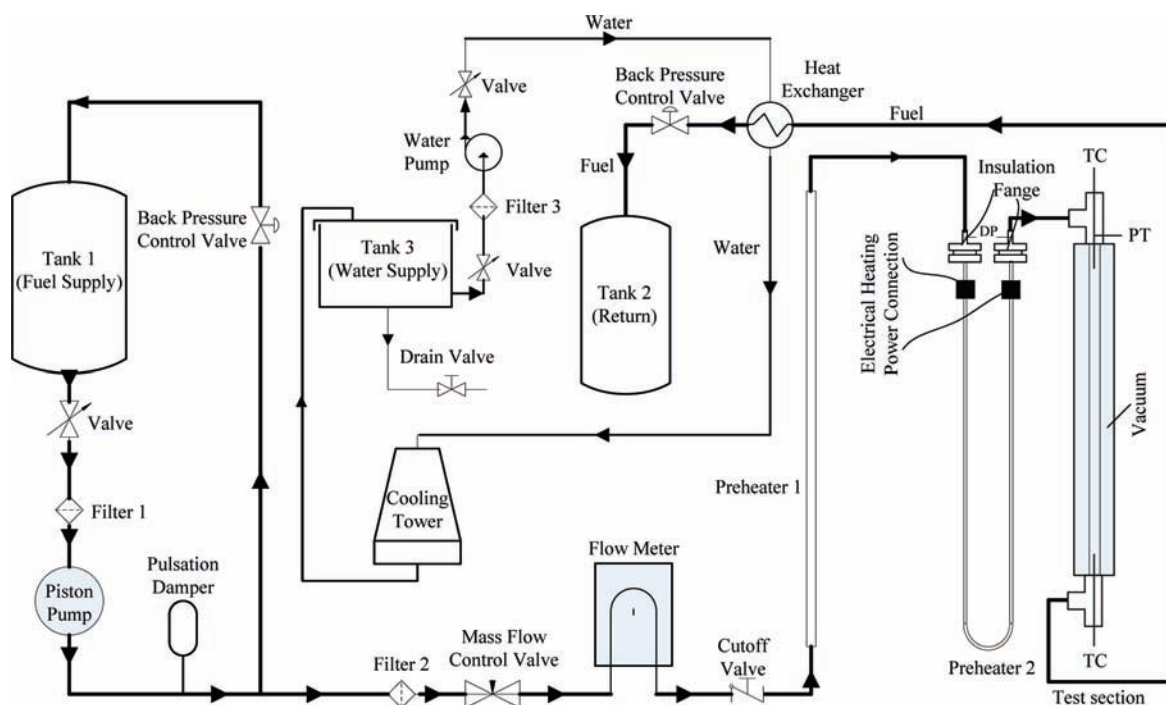 Water
Valve
Back Pressure
Control Valve
Heat
Exchanger
Fuel
Water
Pump
Fuel
TC
Insulation
Fange
Back Pressure
Control Valve
Filter 3
Tank 1
(Fuel Supply)
Tank 3
(Water Supply)
Valve
Water
DP
PT
Tank 2
(Return)
Electrical Heating
Power Connection
Drain Valve
Valve
Vacuum
Preheater 1
Cooling
Tower
Filter 1
Flow Meter
Pulsation
Damper
Piston
Pump
Mass Flow
Control Valve
Filter 2
Cutoff
Valve
Preheater 2
TC
Test section